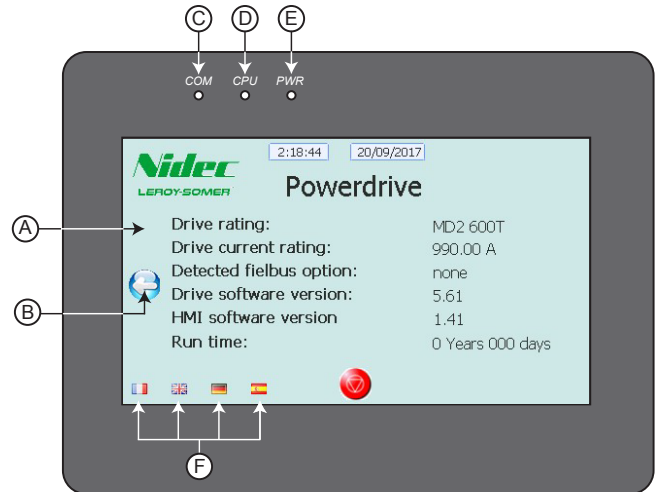 C D E
COM CPU PWR
Nidec
LEROY-SOMER
2:18:44 20/09/2017
Powerdrive
A
Drive rating: MD2 600T
Drive current rating: 990.00 A
Detected fielbus option: none
B
Drive software version: 5.61
HMI software version 1.41
Run time: 0 Years 000 days
F